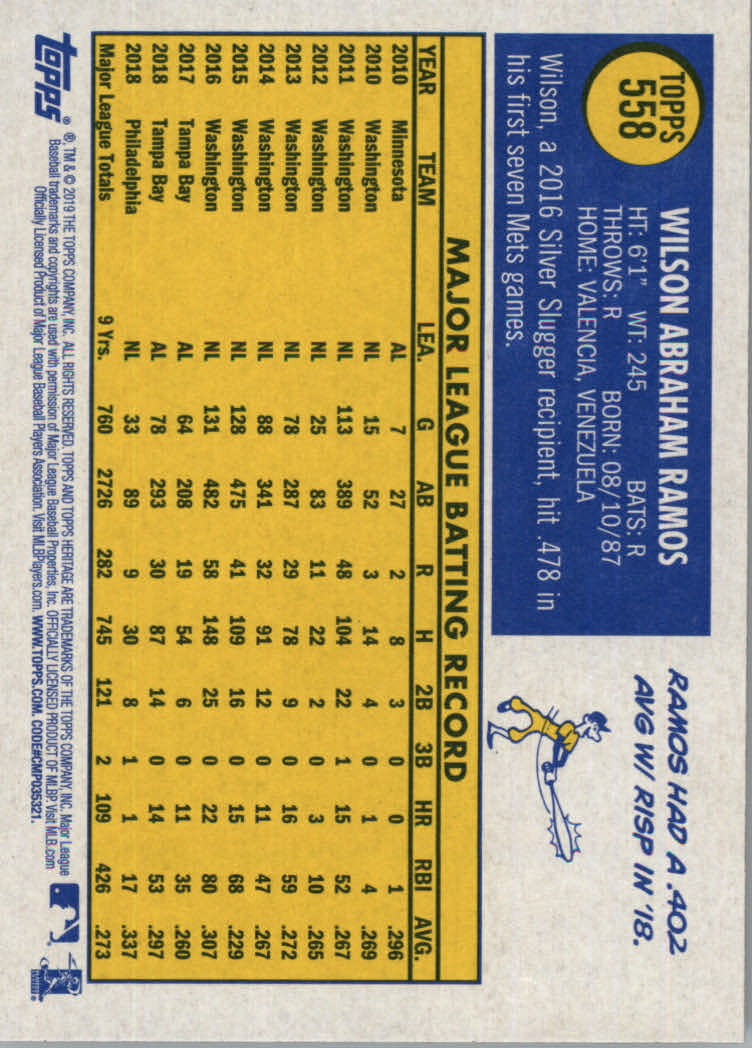 TOPPS
558
WILSON ABRAHAM RAMOS
HT: 6'1" WT: 245 BATS: R
THROWS: R BORN: 08/10/87
HOME: VALENCIA, VENEZUELA
Wilson, a 2016 Silver Slugger recipient, hit .478 in
his first seven Mets games.
RAMOS HAD A .402
AVG W/ RISP IN '18.
MAJOR LEAGUE BATTING RECORD
YEAR TEAM LEA. G AB R H 2B 3B HR RBI AVG.
2010 Minnesota AL 7 27 2 8 3 0 0 1 .296
2010 Washington NL 15 52 3 14 4 0 1 4 .269
2011 Washington NL 113 389 48 104 22 1 15 52 .267
2012 Washington NL 25 83 11 22 2 0 3 10 .265
2013 Washington NL 78 287 29 78 9 0 16 59 .272
2014 Washington NL 88 341 32 91 12 0 11 47 .267
2015 Washington NL 128 475 41 109 16 0 15 68 .229
2016 Washington NL 131 482 58 148 25 0 22 80 .307
2017 Tampa Bay AL 64 208 19 54 6 0 11 35 .260
2018 Tampa Bay AL 78 293 30 87 14 0 14 53 .297
2018 Philadelphia NL 33 89 9 30 8 1 1 17 .337
Major League Totals 9 Yrs. 760 2726 282 745 121 2 109 426 .273
topps ®
®, TM & © 2019 THE TOPPS COMPANY, INC. ALL RIGHTS RESERVED. TOPPS AND TOPPS HERITAGE ARE TRADEMARKS OF THE TOPPS COMPANY, INC. Major League
Baseball trademarks and copyrights are used with permission of Major League Baseball Properties, Inc. OFFICIALLY LICENSED PRODUCT OF MLBP. Visit MLB.com
Officially Licensed Product of Major League Baseball Players Association. Visit MLBPlayers.com. WWW.TOPPS.COM. CODE#CMP035321.